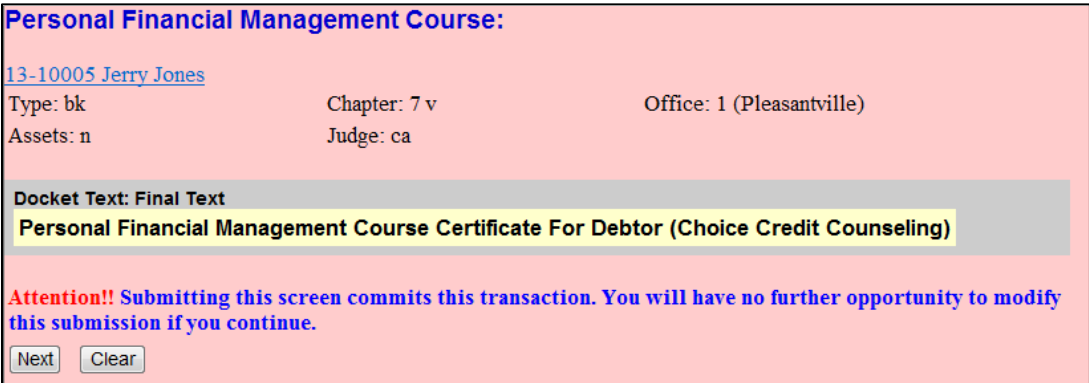 Personal Financial Management Course:
13-10005 Jerry Jones
Type: bk Chapter: 7 v Office: 1 (Pleasantville)
Assets: n Judge: ca
Docket Text: Final Text
Personal Financial Management Course Certificate For Debtor (Choice Credit Counseling)
Attention!! Submitting this screen commits this transaction. You will have no further opportunity to modify
this submission if you continue.
Next Clear